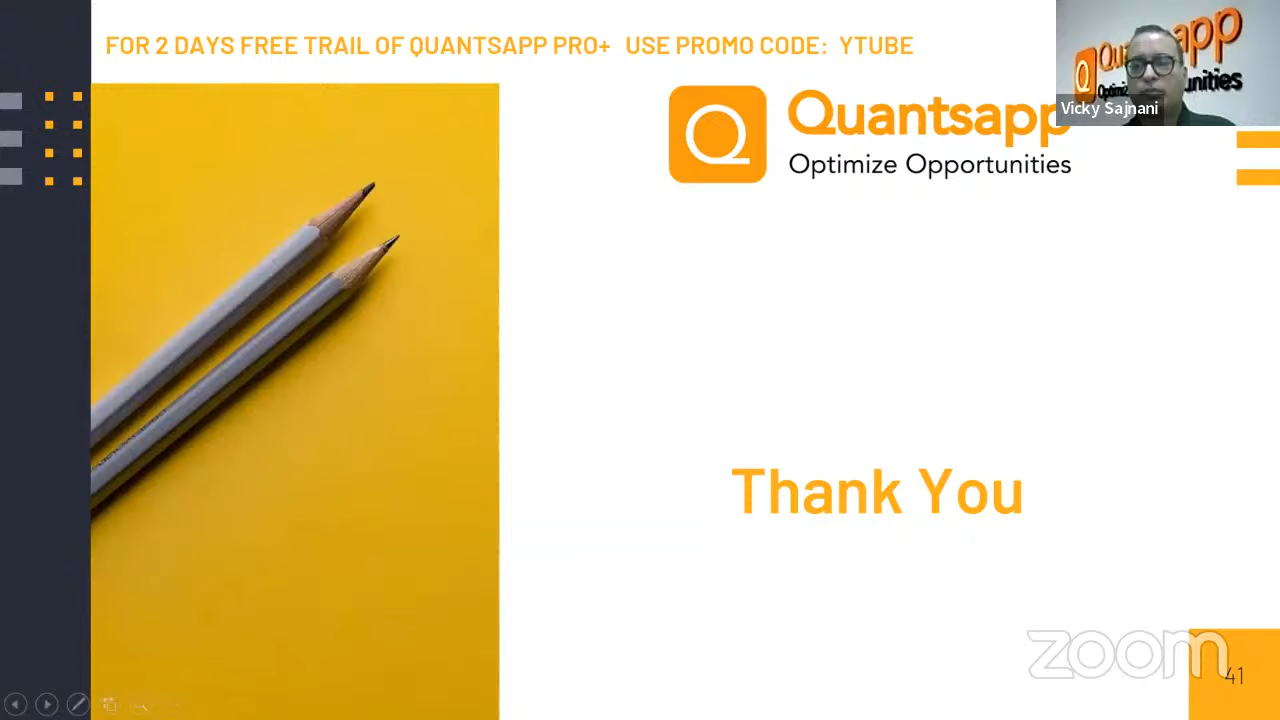 FOR 2 DAYS FREE TRAIL OF QUANTSAPP PRO+ USE PROMO CODE: YTUBE
Quantsapp
Optimize Opportunities
Vicky Sajnani
Thank You
zoom
41